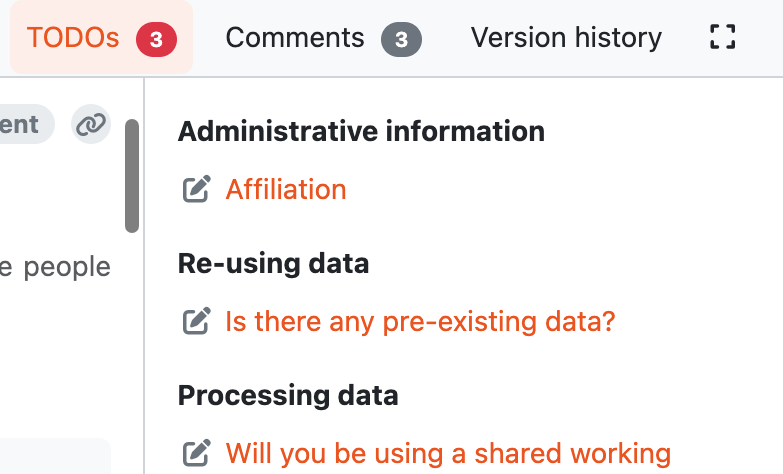 TODOs 3 Comments 3 Version history
ent
Administrative information
Affiliation
e people
Re-using data
Is there any pre-existing data?
Processing data
Will you be using a shared working